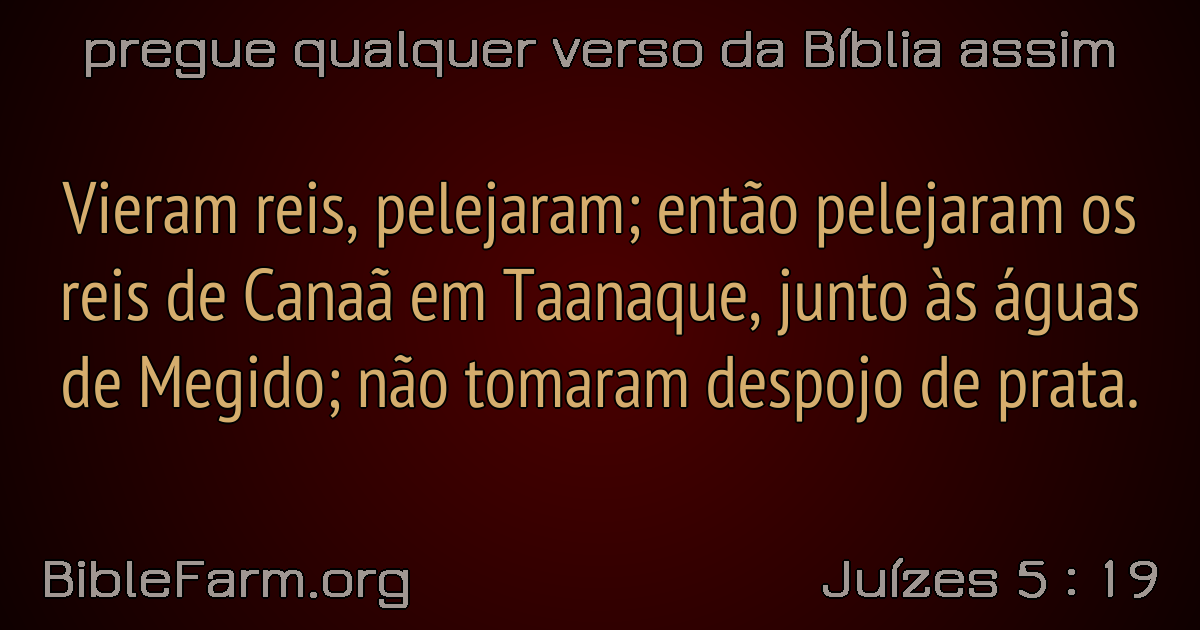 pregue qualquer verso da Bíblia assim
Vieram reis, pelejaram; então pelejaram os
reis de Canaã em Taanaque, junto às águas
de Megido; não tomaram despojo de prata.
BibleFarm.org
Juízes 5 : 19